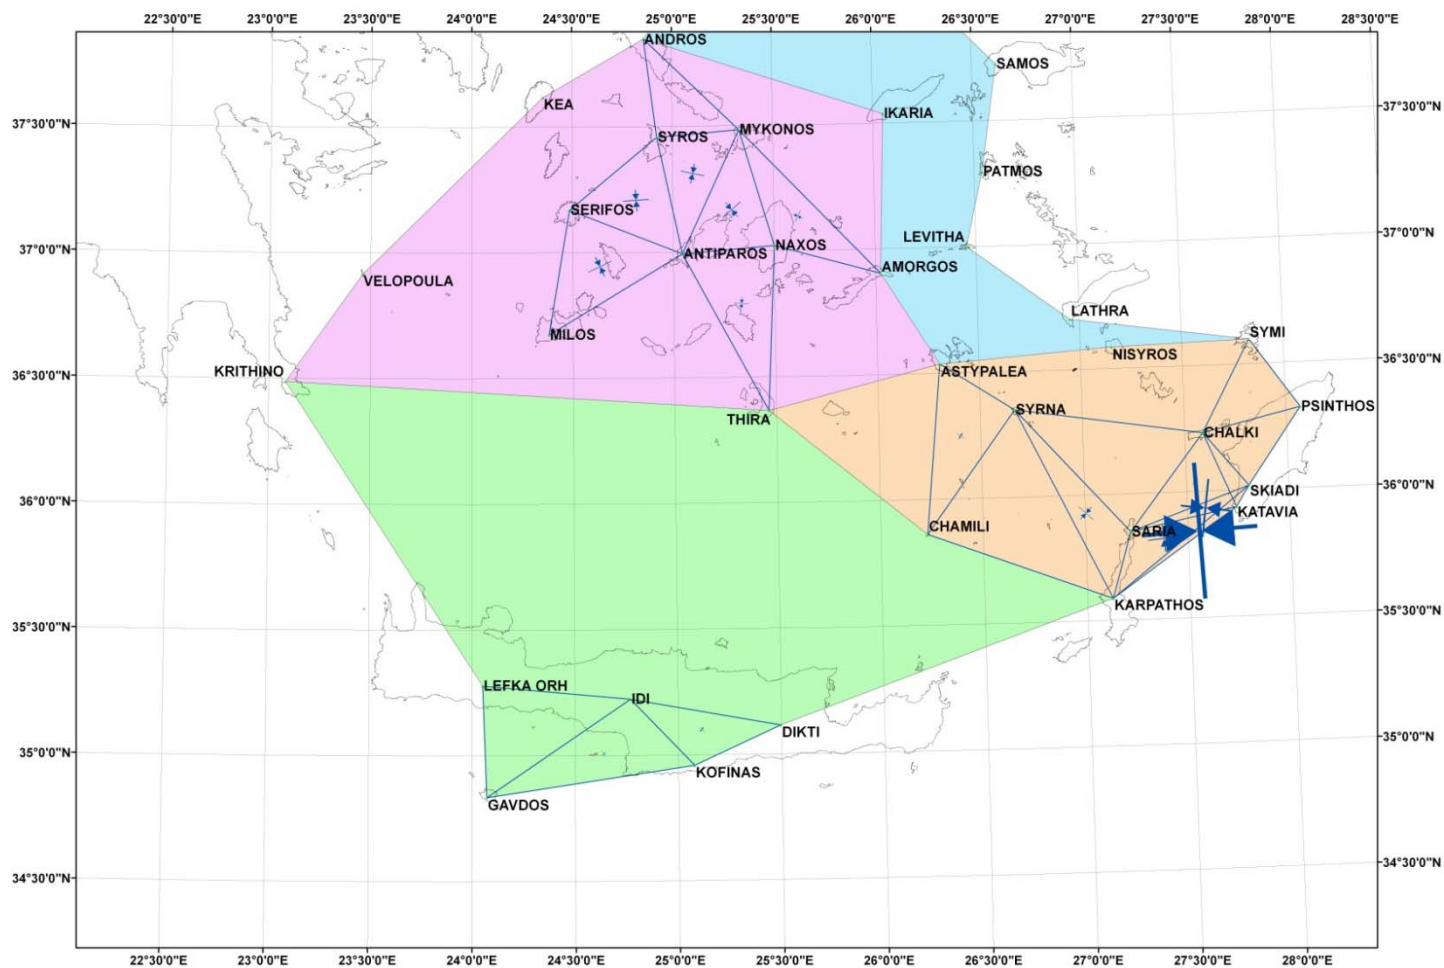 22°30'0"E 23°0'0"E 23°30'0"E 24°0'0"E 24°30'0"E 25°0'0"E 25°30'0"E 26°0'0"E 26°30'0"E 27°0'0"E 27°30'0"E 28°0'0"E 28°30'0"E
ANDROS
SAMOS
KEA
37°30'0"N
IKARIA
37°30'0"N
MYKONOS
SYROS
PATMOS
SERIFOS
LEVITHA
37°0'0"N
NAXOS
37°0'0"N
ANTIPAROS
AMORGOS
VELOPOULA
LATHRA
MILOS
SYMI
NISYROS
36°30'0"N
KRITHINO
ASTYPALEA
36°30'0"N
PSINTHOS
SYRNA
THIRA
CHALKI
36°0'0"N
SKIADI
36°0'0"N
KATAVIA
CHAMILI
SARIA
KARPATHOS
35°30'0"N
35°30'0"N
LEFKA ORH
IDI
DIKTI
35°0'0"N
35°0'0"N
KOFINAS
GAVDOS
34°30'0"N
34°30'0"N
22°30'0"E 23°0'0"E 23°30'0"E 24°0'0"E 24°30'0"E 25°0'0"E 25°30'0"E 26°0'0"E 26°30'0"E 27°0'0"E 27°30'0"E 28°0'0"E